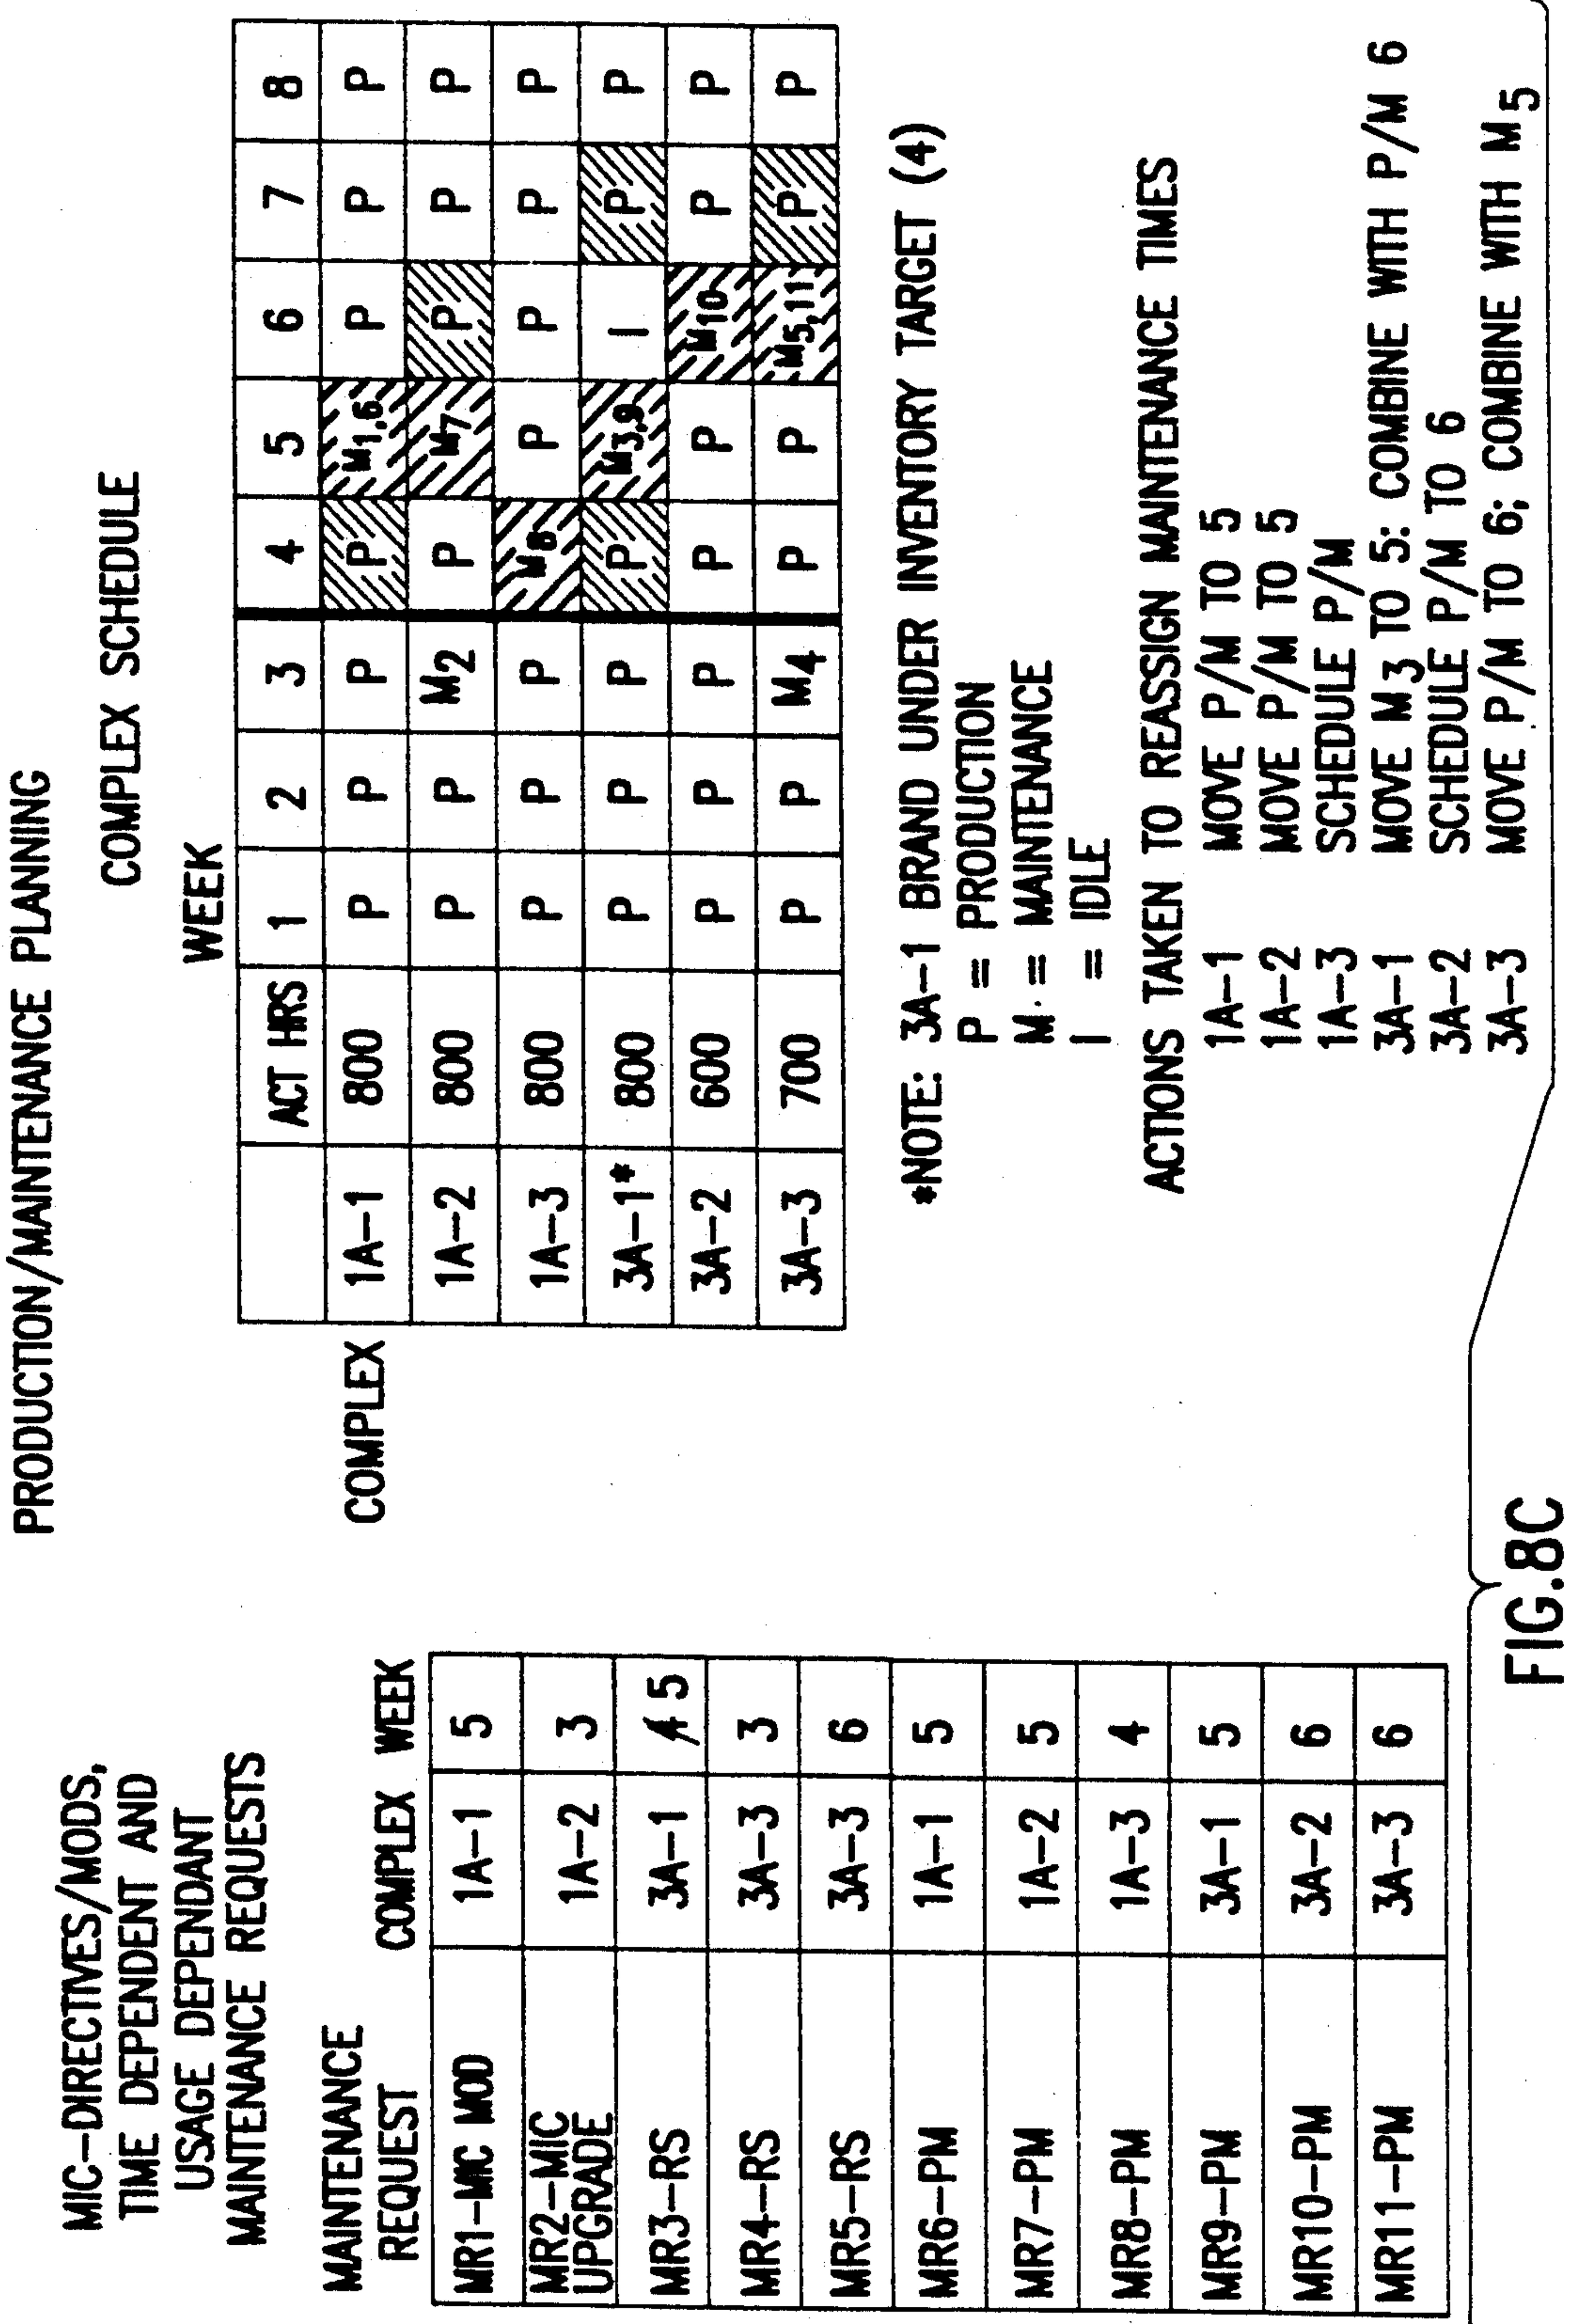 PRODUCTION/MAINTENANCE PLANNING
MIC-DIRECTIVES/MODS,
TIME DEPENDENT AND
USAGE DEPENDANT
MAINTENANCE REQUESTS
MAINTENANCE
REQUEST COMPLEX WEEK
MR1-MIC MOD 1A-1 5
MR2-MIC
UPGRADE 1A-2 3
MR3-RS 3A-1 4 5
MR4-RS 3A-3 3
MR5-RS 3A-3 6
MR6-PM 1A-1 5
MR7-PM 1A-2 5
MR8-PM 1A-3 4
MR9-PM 3A-1 5
MR10-PM 3A-2 6
MR11-PM 3A-3 6
COMPLEX SCHEDULE
WEEK
ACT HRS 1 2 3 4 5 6 7 8
COMPLEX 1A-1 800 P P P P M1,6 P P P
1A-2 800 P P M2 P M7 P P P
1A-3 800 P P P M8 P P P P
3A-1* 800 P P P P M3,9 I P P
3A-2 600 P P P P P M10 P P
3A-3 700 P P M4 P P M5,11 P P
*NOTE: 3A-1 BRAND UNDER INVENTORY TARGET (4)
P = PRODUCTION
M = MAINTENANCE
I = IDLE
ACTIONS TAKEN TO REASSIGN MAINTENANCE TIMES
1A-1 MOVE P/M TO 5
1A-2 MOVE P/M TO 5
1A-3 SCHEDULE P/M
3A-1 MOVE M3 TO 5: COMBINE WITH P/M 6
3A-2 SCHEDULE P/M TO 6
3A-3 MOVE P/M TO 6; COMBINE WITH M5
FIG.8C